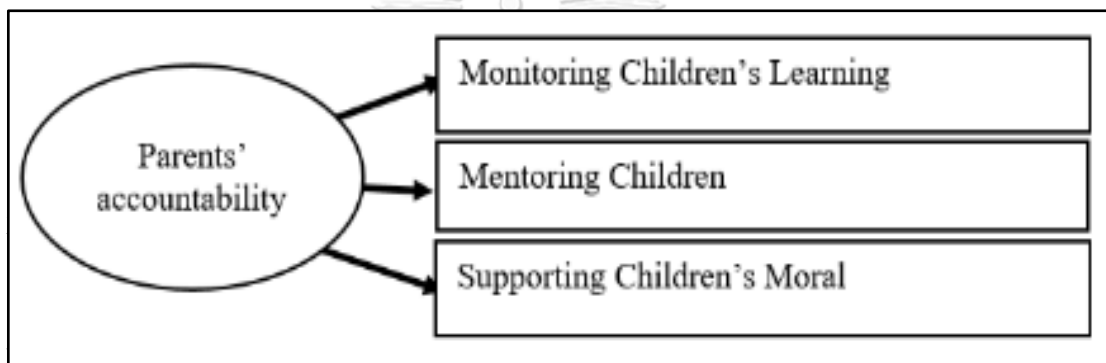 Parents’
accountability
Monitoring Children’s Learning
Mentoring Children
Supporting Children’s Moral